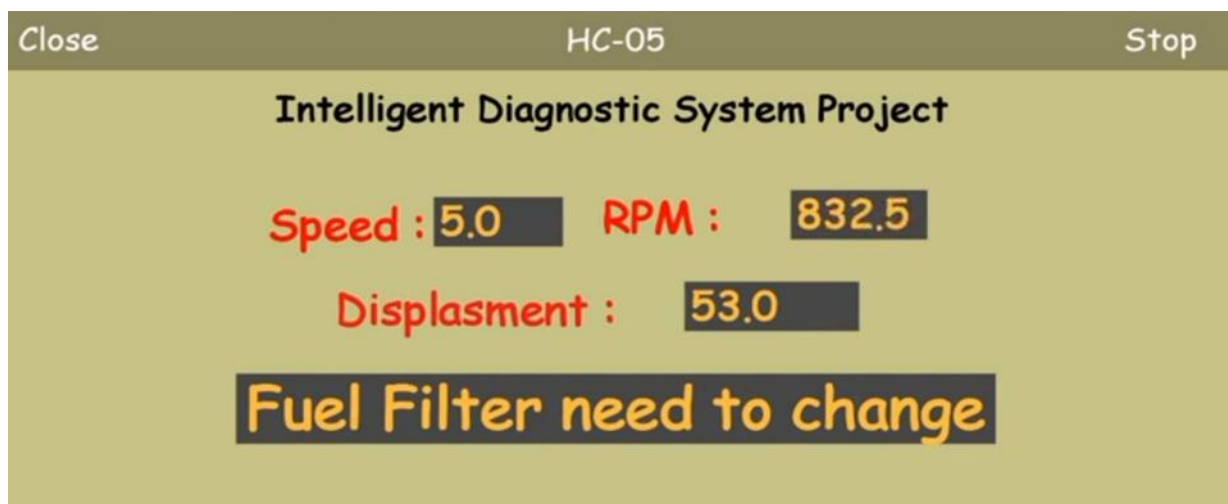 Close HC-05 Stop
Intelligent Diagnostic System Project
Speed : 5.0 RPM : 832.5
Displasment : 53.0
Fuel Filter need to change